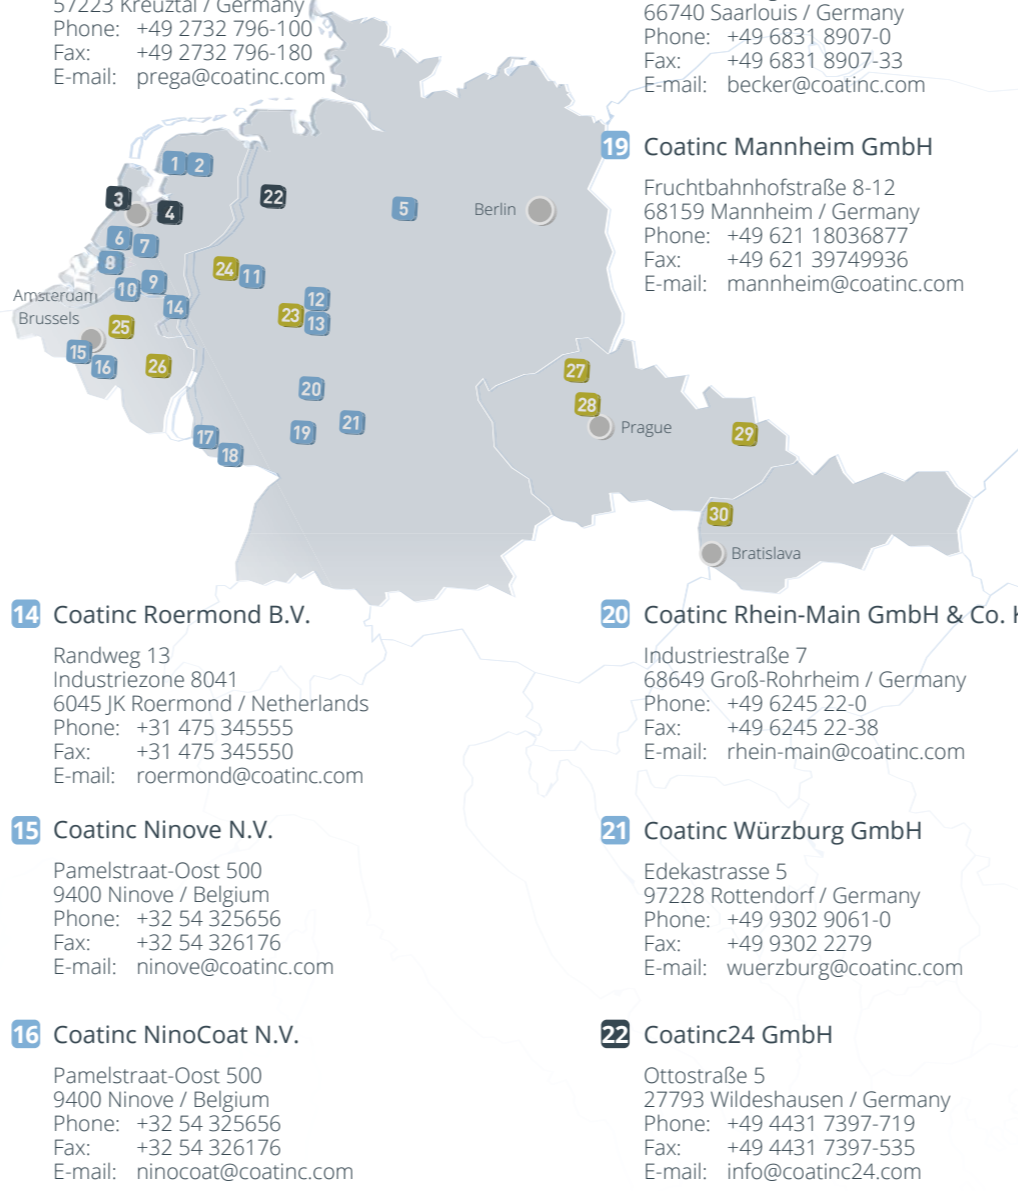 57223 Kreuztal / Germany
Phone: +49 2732 796-100
Fax: +49 2732 796-180
E-mail: prega@coatinc.com
66740 Saarlouis / Germany
Phone: +49 6831 8907-0
Fax: +49 6831 8907-33
E-mail: becker@coatinc.com
19 Coatinc Mannheim GmbH
Fruchtbahnhofstraße 8-12
68159 Mannheim / Germany
Phone: +49 621 18036877
Fax: +49 621 39749936
E-mail: mannheim@coatinc.com
1 2
3 4 22 5 Berlin
6 7
8 24 11
9
10 12
Amsterdam 14
Brussels 25 23 13
15 16 26
27
20 28
21 Prague
17 19 29
18
30
Bratislava
14 Coatinc Roermond B.V.
Randweg 13
Industriezone 8041
6045 JK Roermond / Netherlands
Phone: +31 475 345555
Fax: +31 475 345550
E-mail: roermond@coatinc.com
15 Coatinc Ninove N.V.
Pamelstraat-Oost 500
9400 Ninove / Belgium
Phone: +32 54 325656
Fax: +32 54 326176
E-mail: ninove@coatinc.com
16 Coatinc NinoCoat N.V.
Pamelstraat-Oost 500
9400 Ninove / Belgium
Phone: +32 54 325656
Fax: +32 54 326176
E-mail: ninocoat@coatinc.com
20 Coatinc Rhein-Main GmbH & Co.
Industriestraße 7
68649 Groß-Rohrheim / Germany
Phone: +49 6245 22-0
Fax: +49 6245 22-38
E-mail: rhein-main@coatinc.com
21 Coatinc Würzburg GmbH
Edekastrasse 5
97228 Rottendorf / Germany
Phone: +49 9302 9061-0
Fax: +49 9302 2279
E-mail: wuerzburg@coatinc.com
22 Coatinc24 GmbH
Ottostraße 5
27793 Wildeshausen / Germany
Phone: +49 4431 7397-719
Fax: +49 4431 7397-535
E-mail: info@coatinc24.com